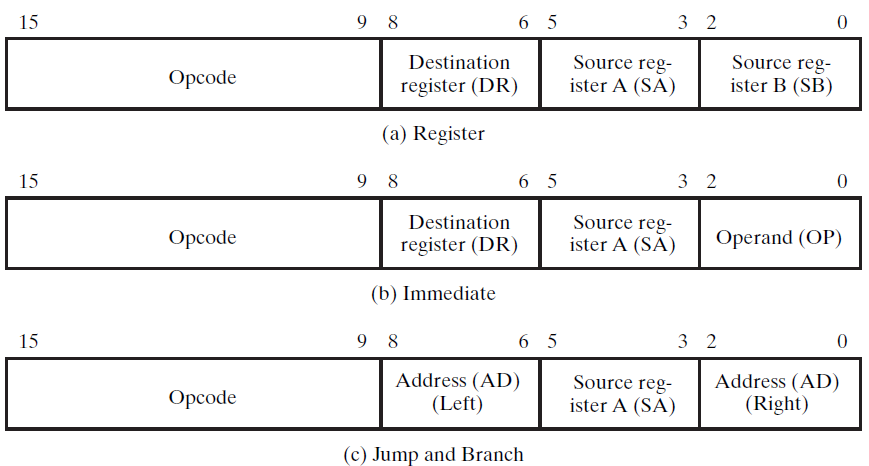 15 9 8 6 5 3 2 0
Opcode
Destination
register (DR)
Source reg-
ister A (SA)
Source reg-
ister B (SB)
(a) Register
15 9 8 6 5 3 2 0
Opcode
Destination
register (DR)
Source reg-
ister A (SA)
Operand (OP)
(b) Immediate
15 9 8 6 5 3 2 0
Opcode
Address (AD)
(Left)
Source reg-
ister A (SA)
Address (AD)
(Right)
(c) Jump and Branch